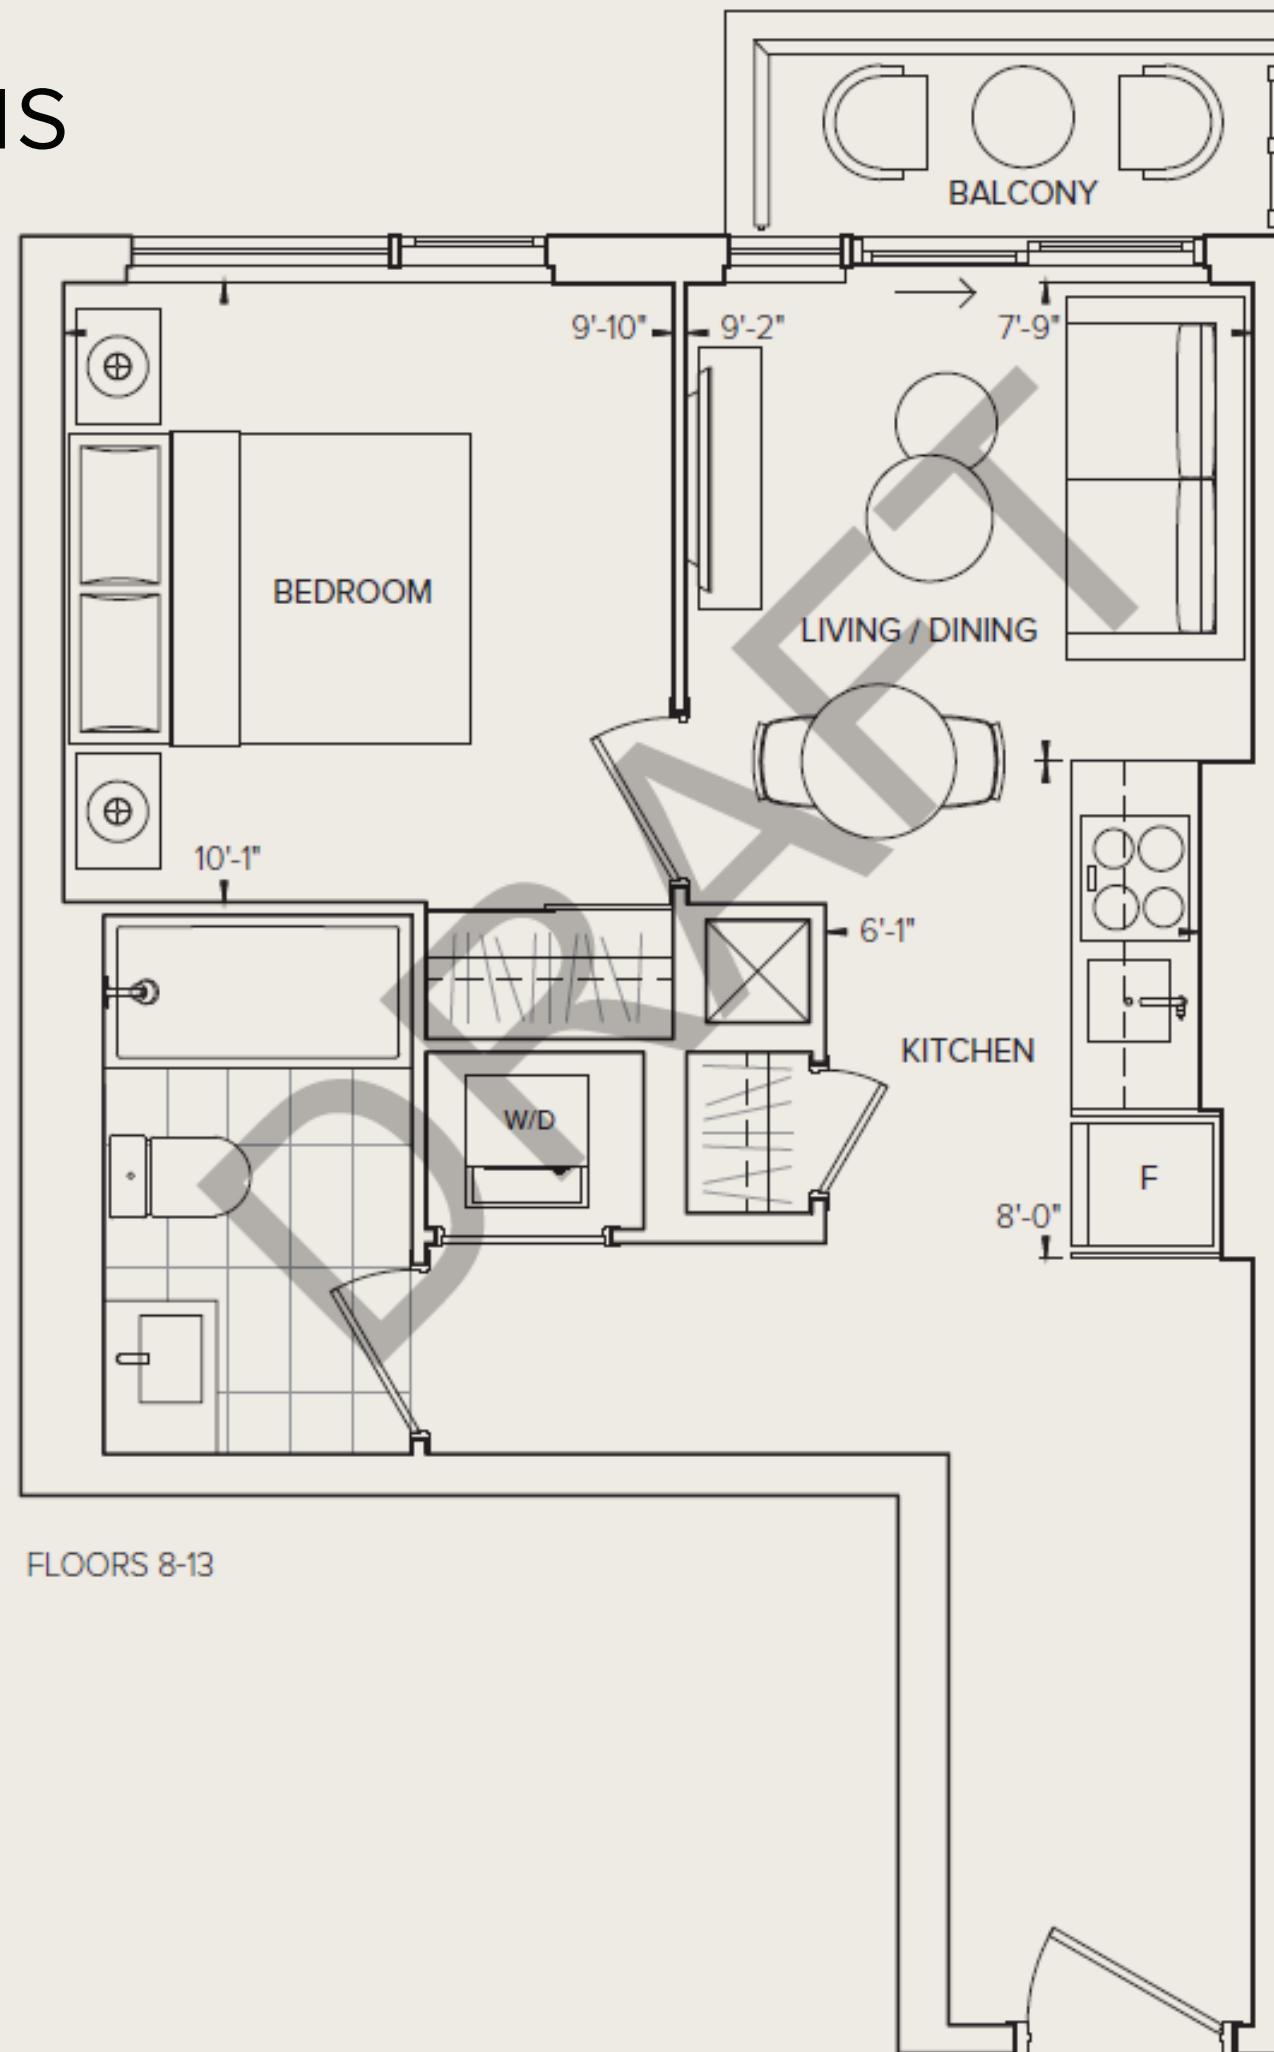 BALCONY
9'-10"
9'-2"
7'-9"
BEDROOM
LIVING / DINING
10'-1"
6'-1"
KITCHEN
W/D
F
8'-0"
DRAFT
FLOORS 8-13